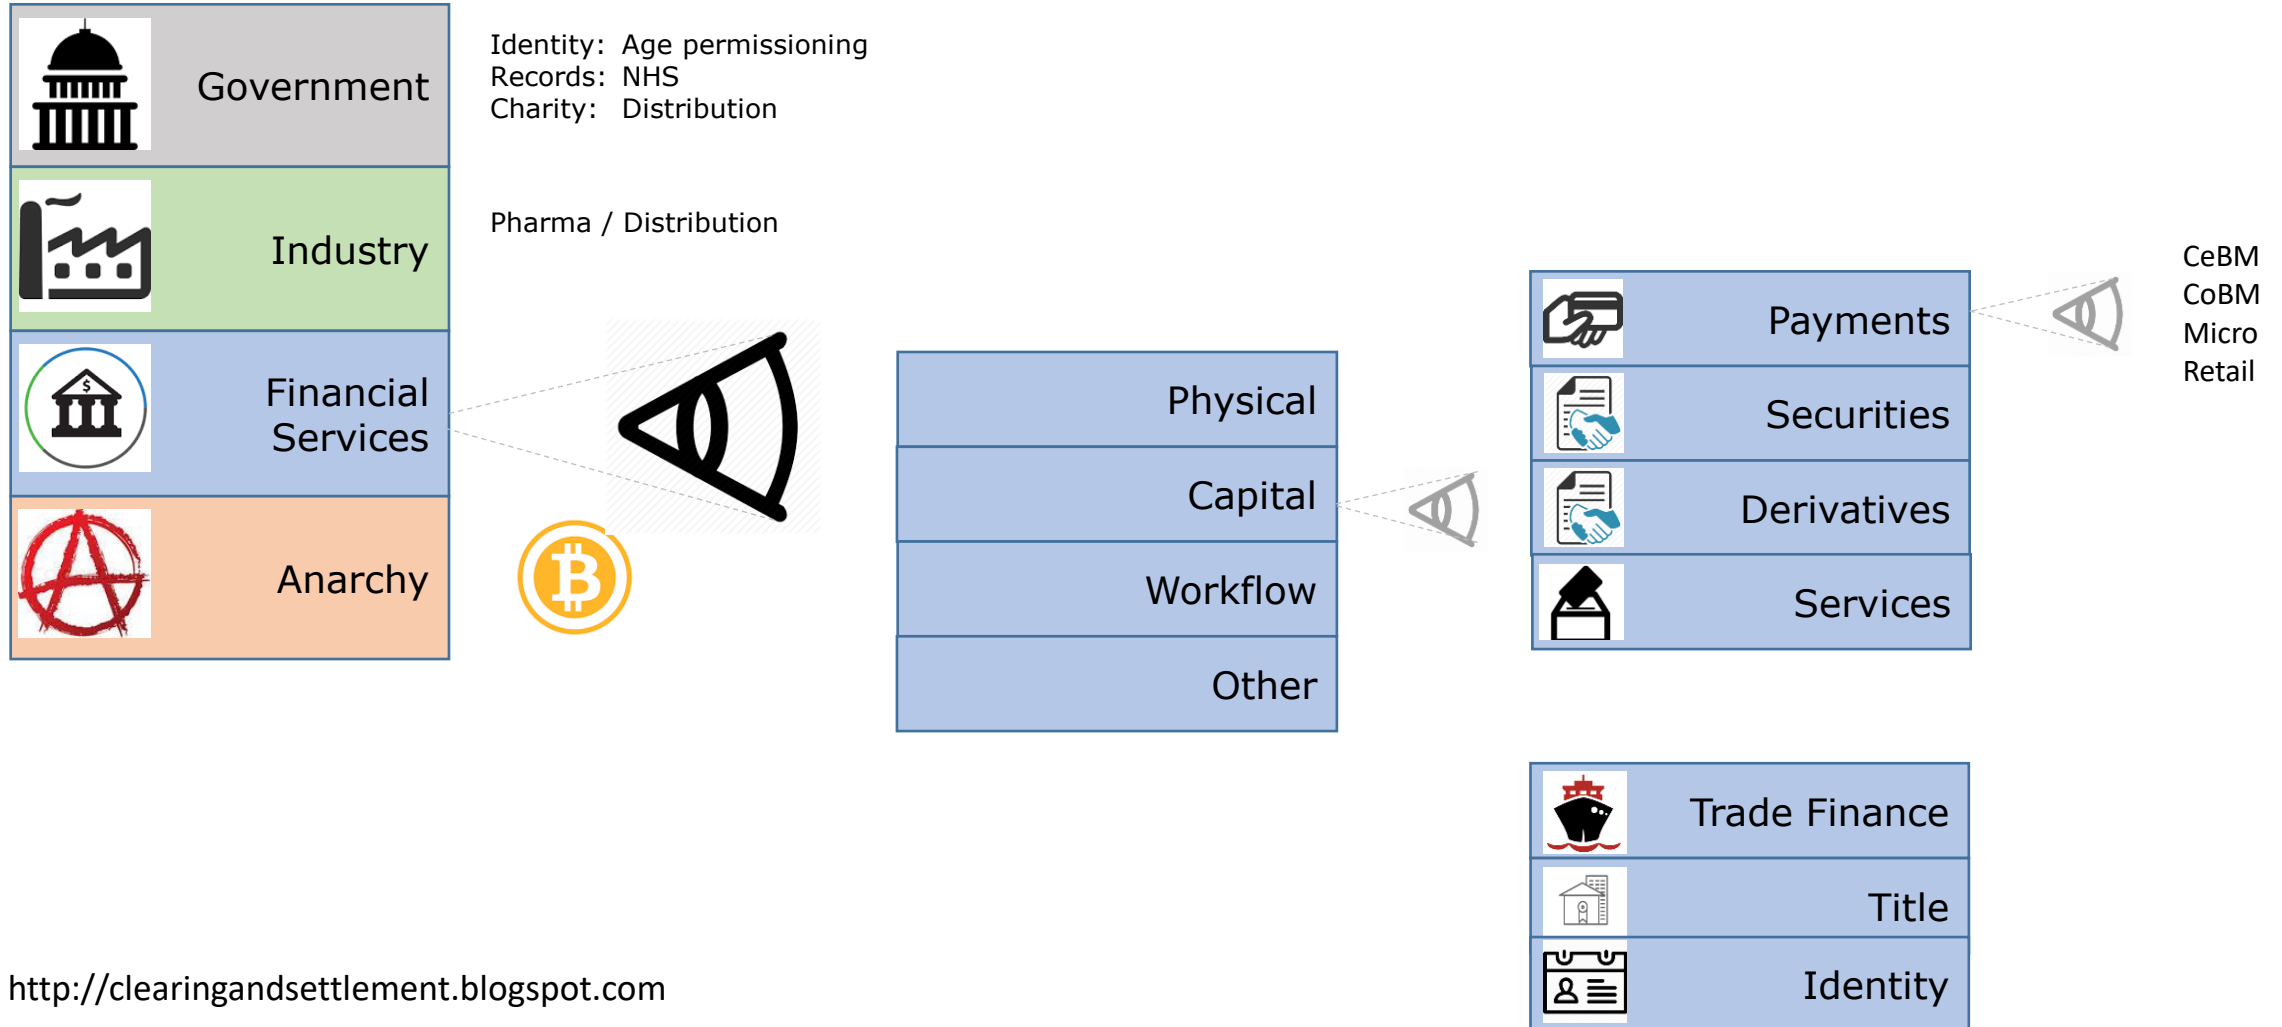 Government
Identity: Age permissioning
Records: NHS
Charity: Distribution
Industry
Pharma / Distribution
Financial
Services
$
Anarchy
B
Physical
Capital
Workflow
Other
Payments
Securities
Derivatives
Services
CeBM
CoBM
Micro
Retail
Trade Finance
Title
Identity
http://clearingandsettlement.blogspot.com